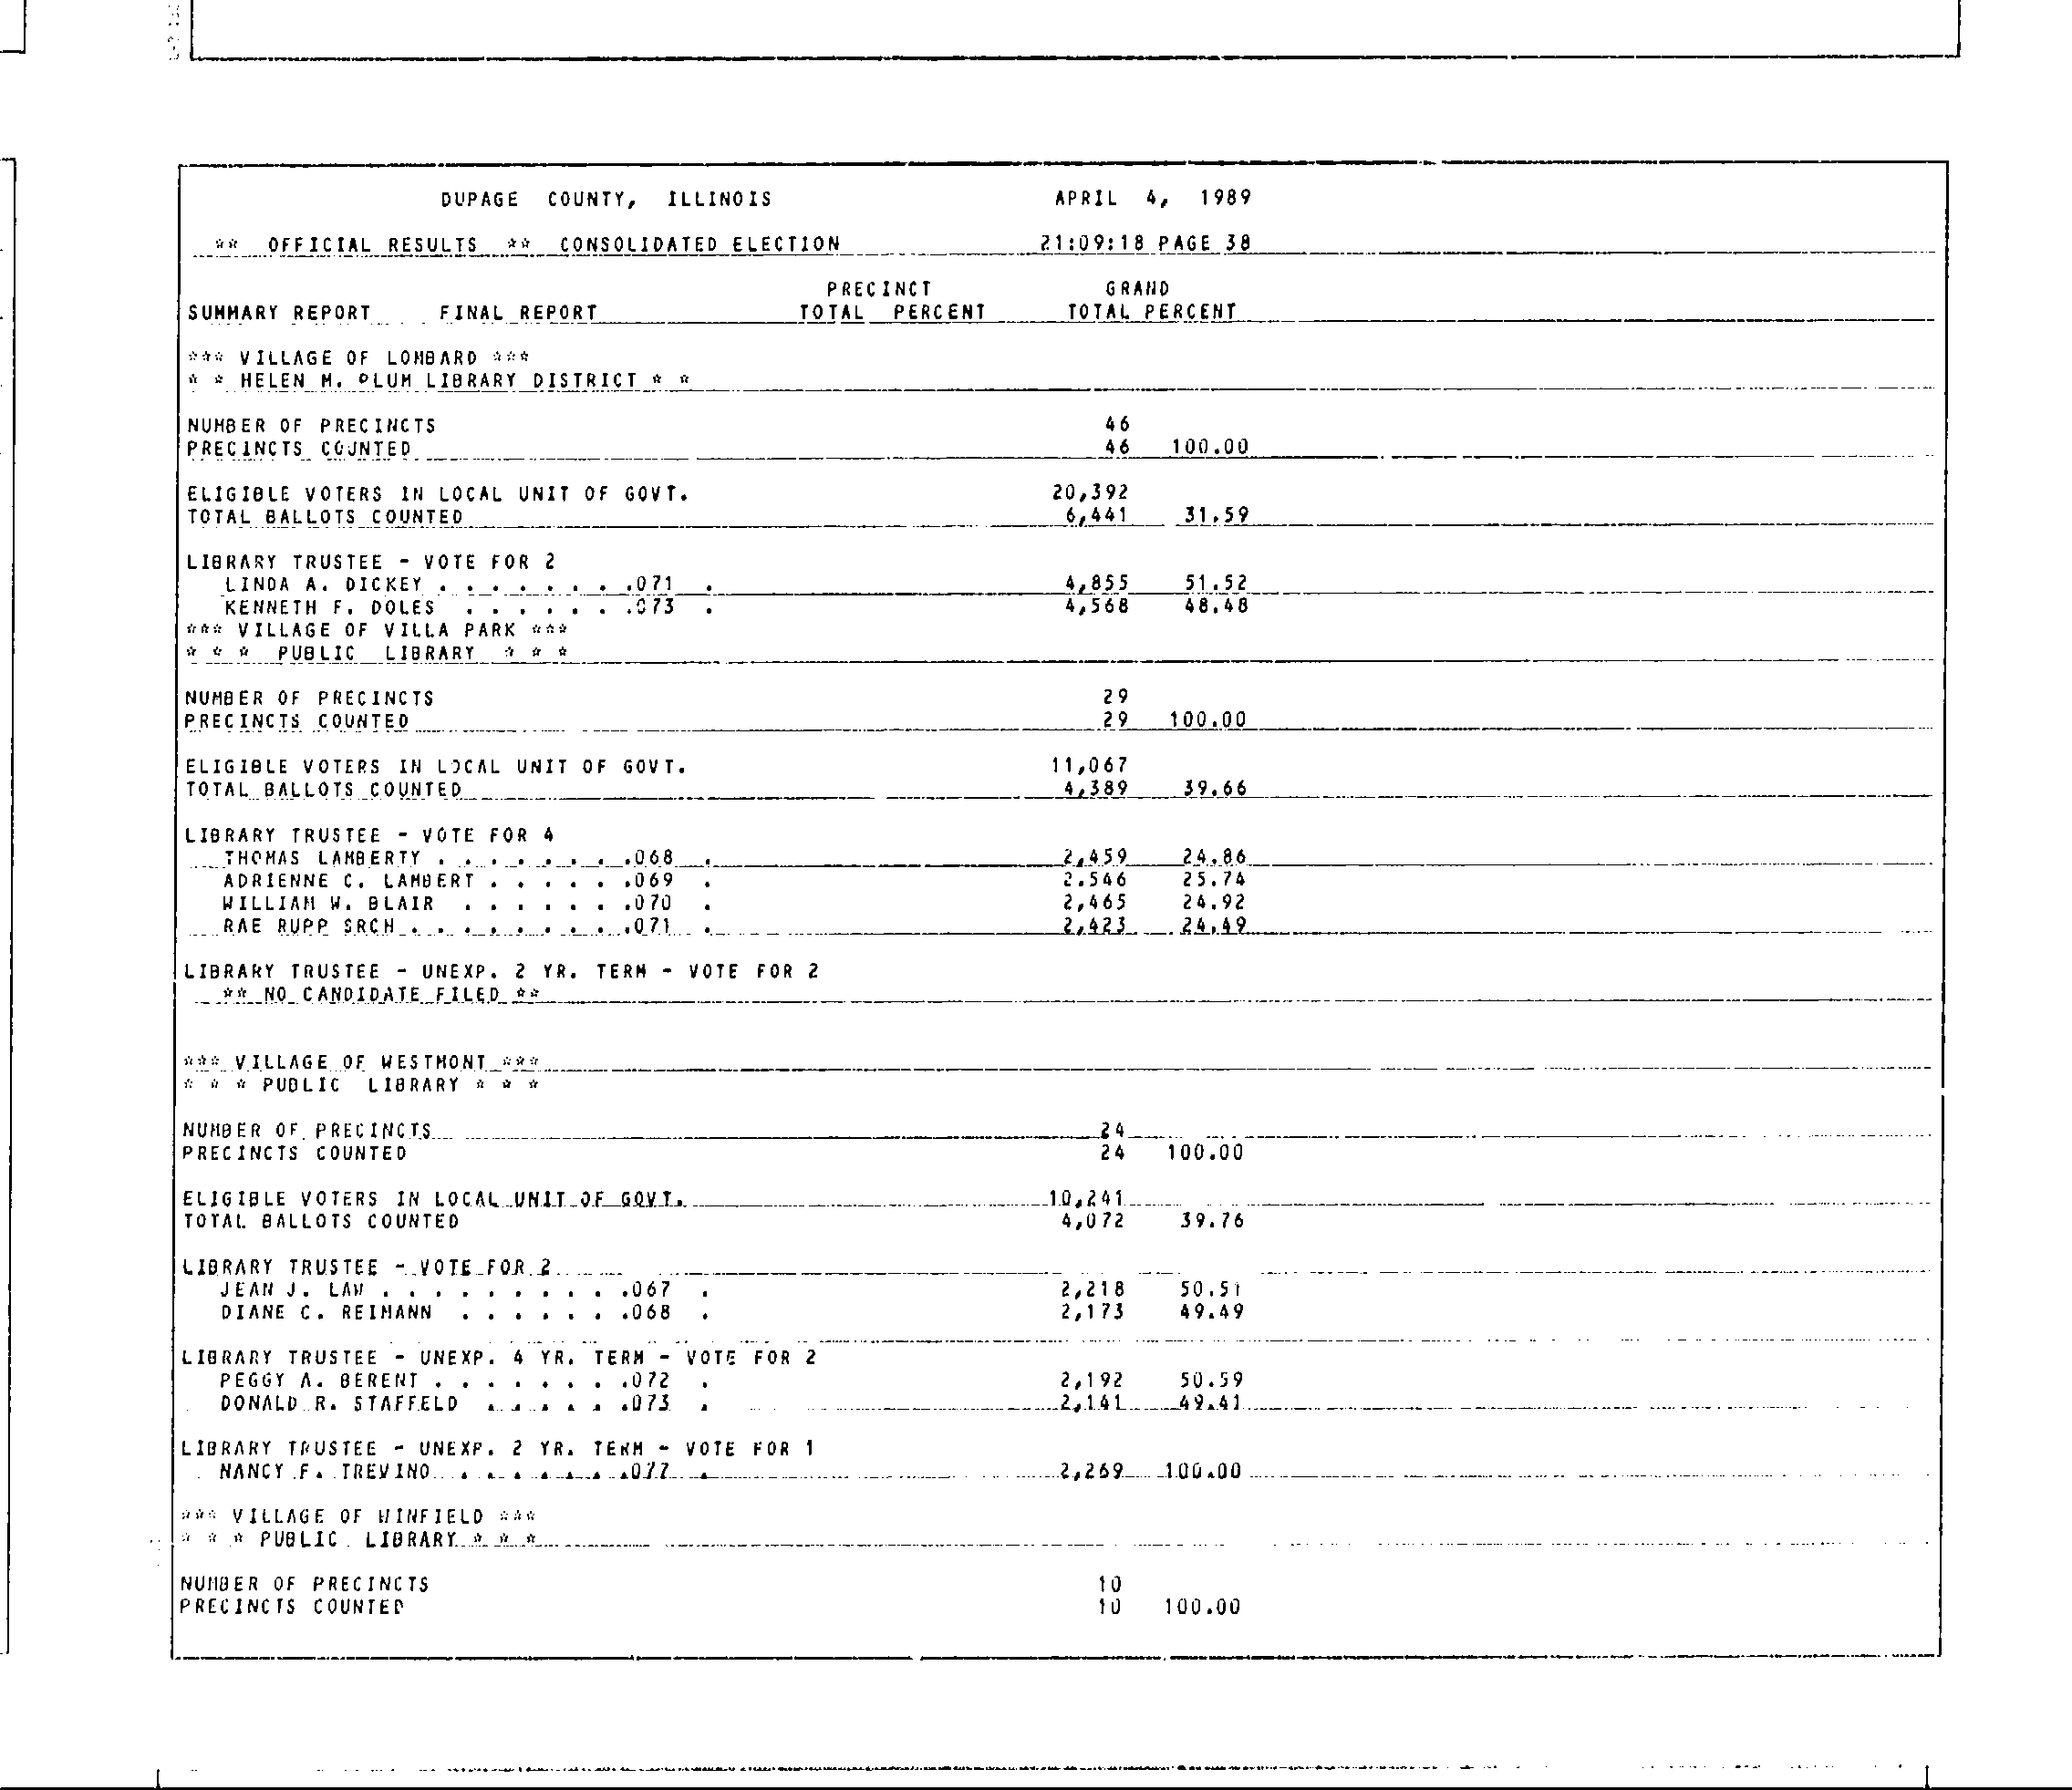 DUPAGE COUNTY, ILLINOIS APRIL 4, 1989
** OFFICIAL RESULTS ** CONSOLIDATED ELECTION 21:09:18 PAGE 38
PRECINCT GRAND
SUMMARY REPORT FINAL REPORT TOTAL PERCENT TOTAL PERCENT
*** VILLAGE OF LOMBARD ***
* * HELEN M. PLUM LIBRARY DISTRICT * *
NUMBER OF PRECINCTS 46
PRECINCTS COUNTED 46 100.00
ELIGIBLE VOTERS IN LOCAL UNIT OF GOVT. 20,392
TOTAL BALLOTS COUNTED 6,441 31.59
LIBRARY TRUSTEE - VOTE FOR 2
LINDA A. DICKEY . . . . . . . .071 . 4,855 51.52
KENNETH F. DOLES . . . . . . .073 . 4,568 48.48
*** VILLAGE OF VILLA PARK ***
* * * PUBLIC LIBRARY * * *
NUMBER OF PRECINCTS 29
PRECINCTS COUNTED 29 100.00
ELIGIBLE VOTERS IN LOCAL UNIT OF GOVT. 11,067
TOTAL BALLOTS COUNTED 4,389 39.66
LIBRARY TRUSTEE - VOTE FOR 4
THOMAS LAMBERTY . . . . . . . .068 . 2,459 24.86
ADRIENNE C. LAMBERT . . . . . .069 . 2.546 25.74
WILLIAM W. BLAIR . . . . . . .070 . 2,465 24.92
RAE RUPP SRCH . . . . . . . . .071 . 2,423 24.49
LIBRARY TRUSTEE - UNEXP. 2 YR. TERM - VOTE FOR 2
** NO CANDIDATE FILED **
*** VILLAGE OF WESTMONT ***
* * * PUBLIC LIBRARY * * *
NUMBER OF PRECINCTS 24
PRECINCTS COUNTED 24 100.00
ELIGIBLE VOTERS IN LOCAL UNIT OF GOVT. 10,241
TOTAL BALLOTS COUNTED 4,072 39.76
LIBRARY TRUSTEE - VOTE FOR 2
JEAN J. LAW . . . . . . . . . .067 . 2,218 50.51
DIANE C. REIMANN . . . . . . .068 . 2,173 49.49
LIBRARY TRUSTEE - UNEXP. 4 YR. TERM - VOTE FOR 2
PEGGY A. BERENT . . . . . . . .072 . 2,192 50.59
DONALD R. STAFFELD . . . . . .073 . 2,141 49.41
LIBRARY TRUSTEE - UNEXP. 2 YR. TERM - VOTE FOR 1
NANCY F. TREVINO . . . . . . .077 . 2,269 100.00
*** VILLAGE OF WINFIELD ***
* * * PUBLIC LIBRARY * * *
NUMBER OF PRECINCTS 10
PRECINCTS COUNTED 10 100.00